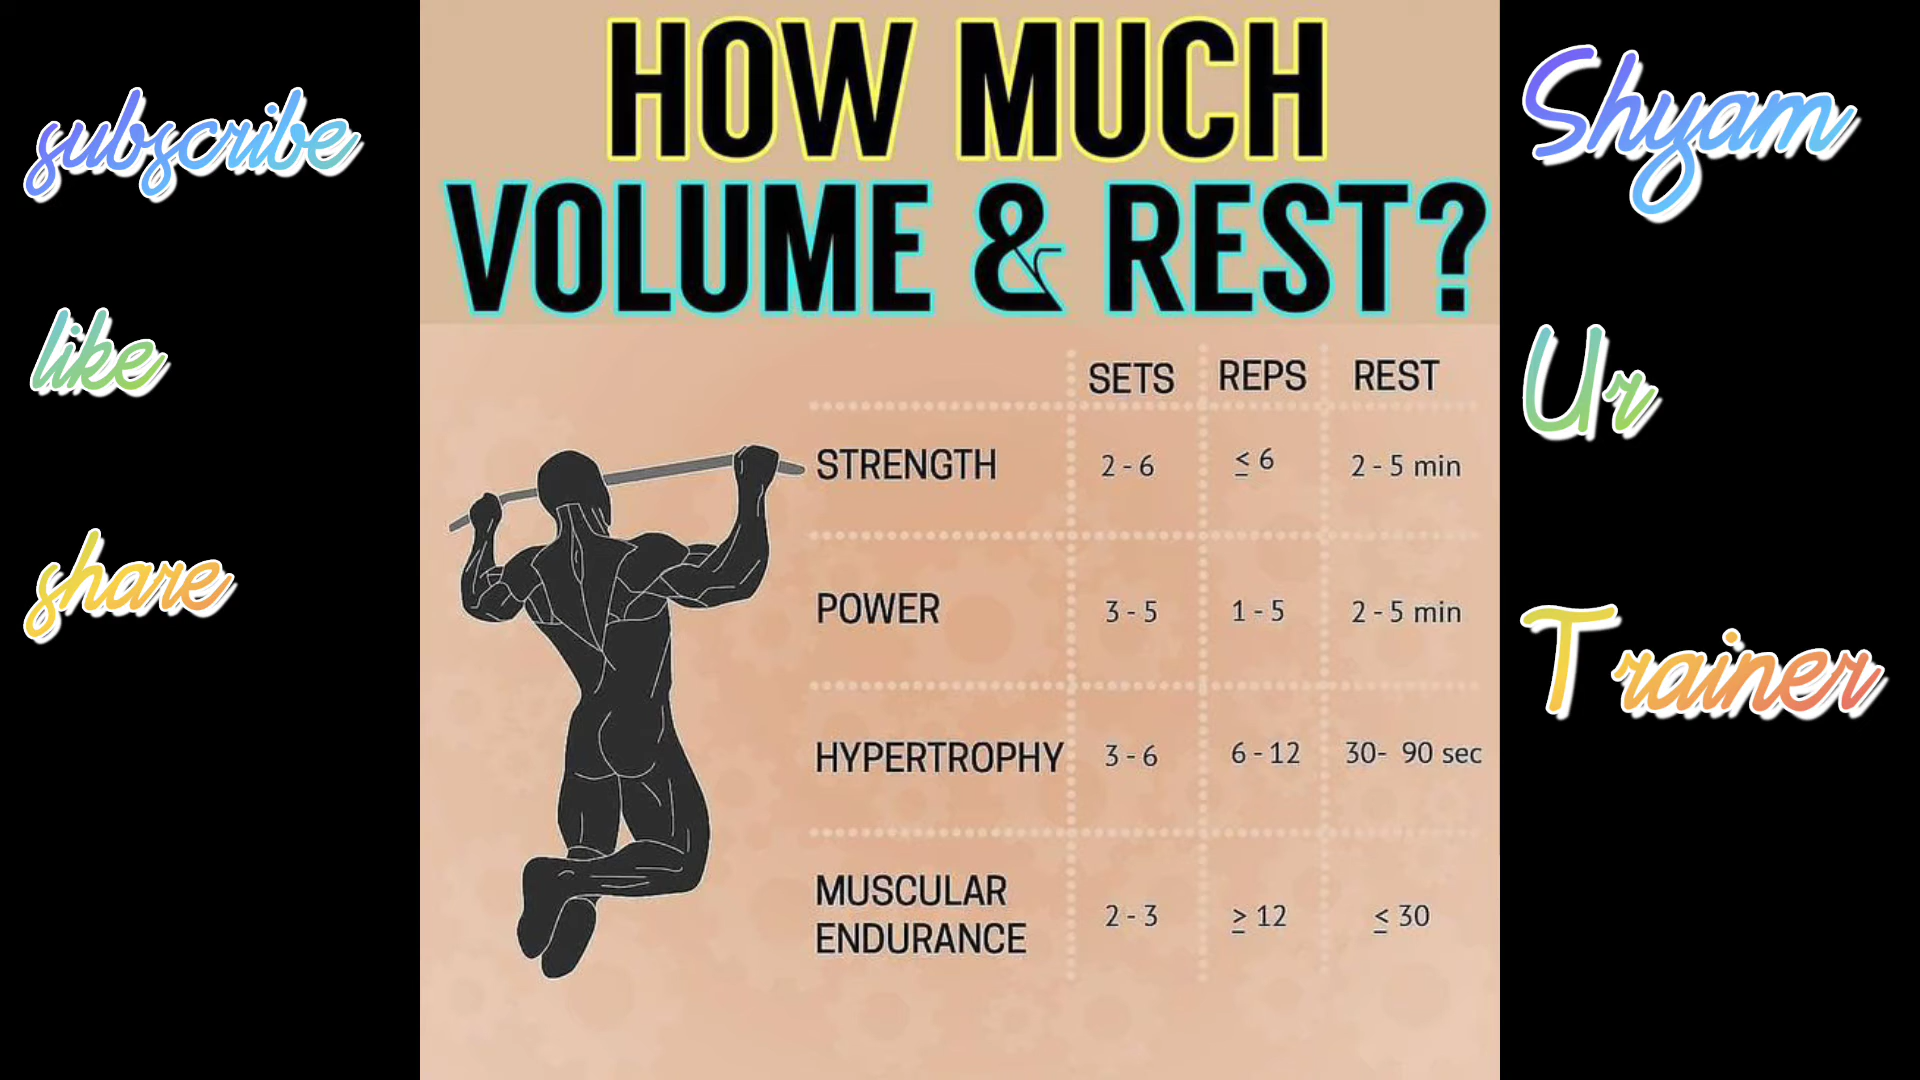 subscribe
like
share
HOW MUCH
VOLUME & REST?
SETS REPS REST
STRENGTH 2 - 6 ≤ 6 2 - 5 min
POWER 3 - 5 1 - 5 2 - 5 min
HYPERTROPHY 3 - 6 6 - 12 30- 90 sec
MUSCULAR
ENDURANCE 2 - 3 ≥ 12 ≤ 30
Shyam
Ur
Trainer